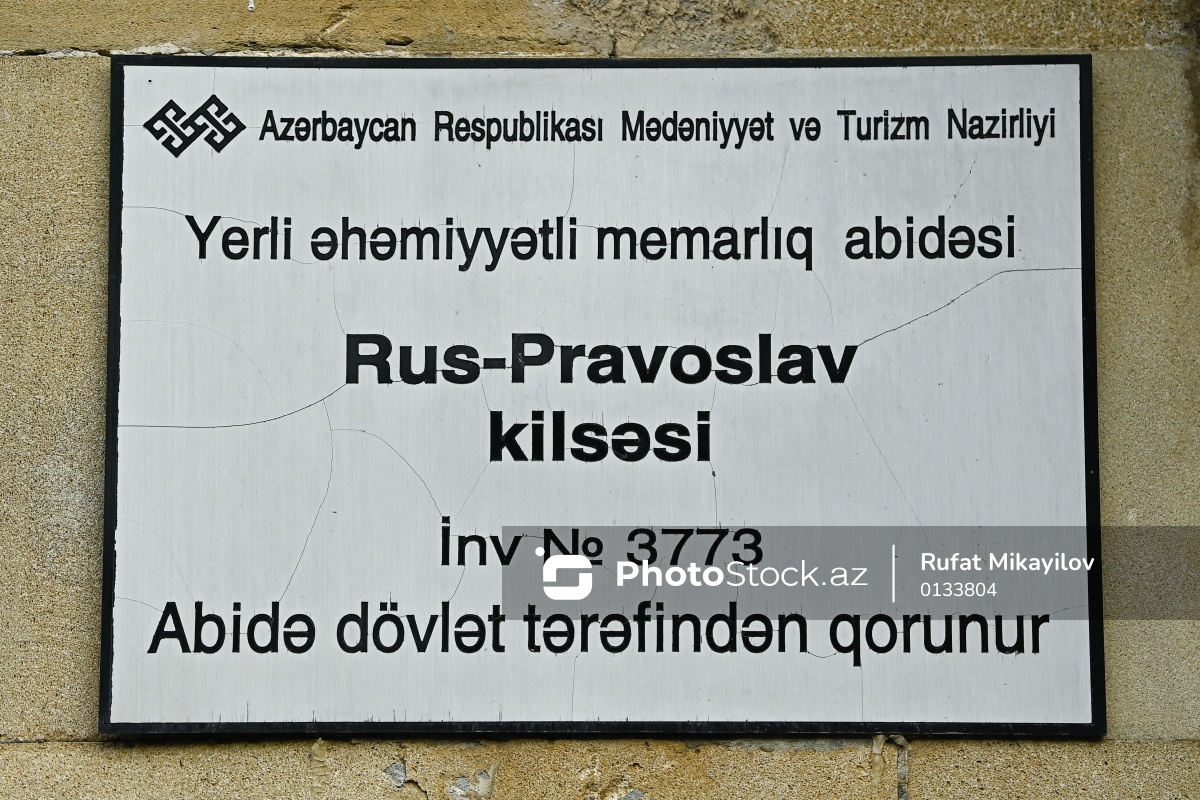 Azərbaycan Respublikası Mədəniyyət və Turizm Nazirliyi
Yerli əhəmiyyətli memarlıq abidəsi
Rus-Pravoslav
kilsəsi
İnv № 3773
PhotoStock.az
Rufat Mikayilov
0133804
Abidə dövlət tərəfindən qorunur